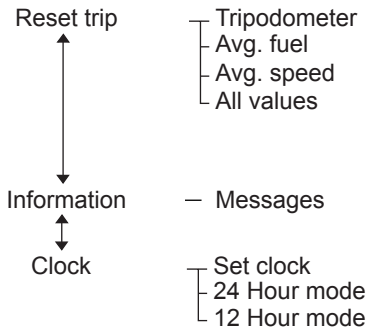 Reset trip
Tripodometer
Avg. fuel
Avg. speed
All values
Information
Messages
Clock
Set clock
24 Hour mode
12 Hour mode